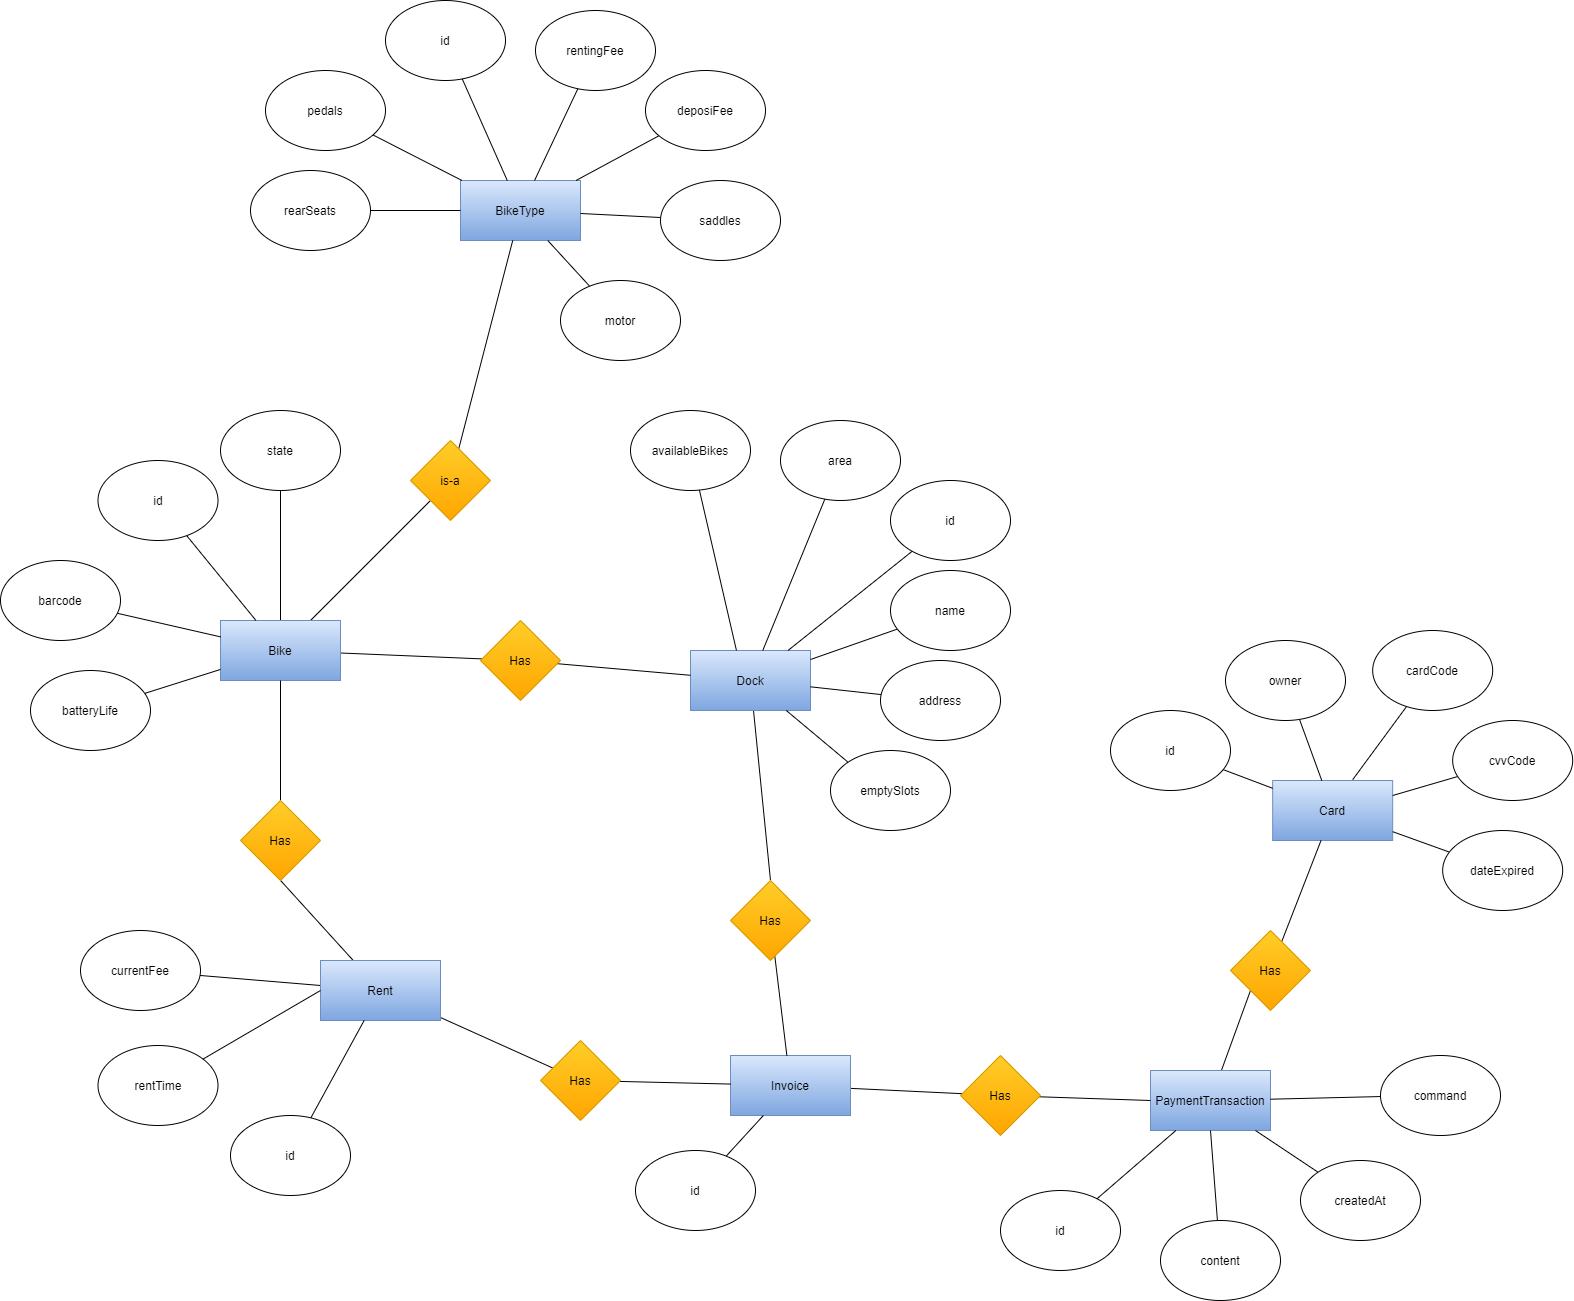 id
rentingFee
pedals
deposiFee
rearSeats
BikeType
saddles
motor
state
availableBikes
area
is-a
id
id
barcode
name
Bike
Has
Dock
owner
cardCode
address
batteryLife
id
cvvCode
emptySlots
Card
Has
dateExpired
Has
currentFee
Has
Rent
rentTime
Has
Invoice
Has
PaymentTransaction
command
id
id
createdAt
id
content